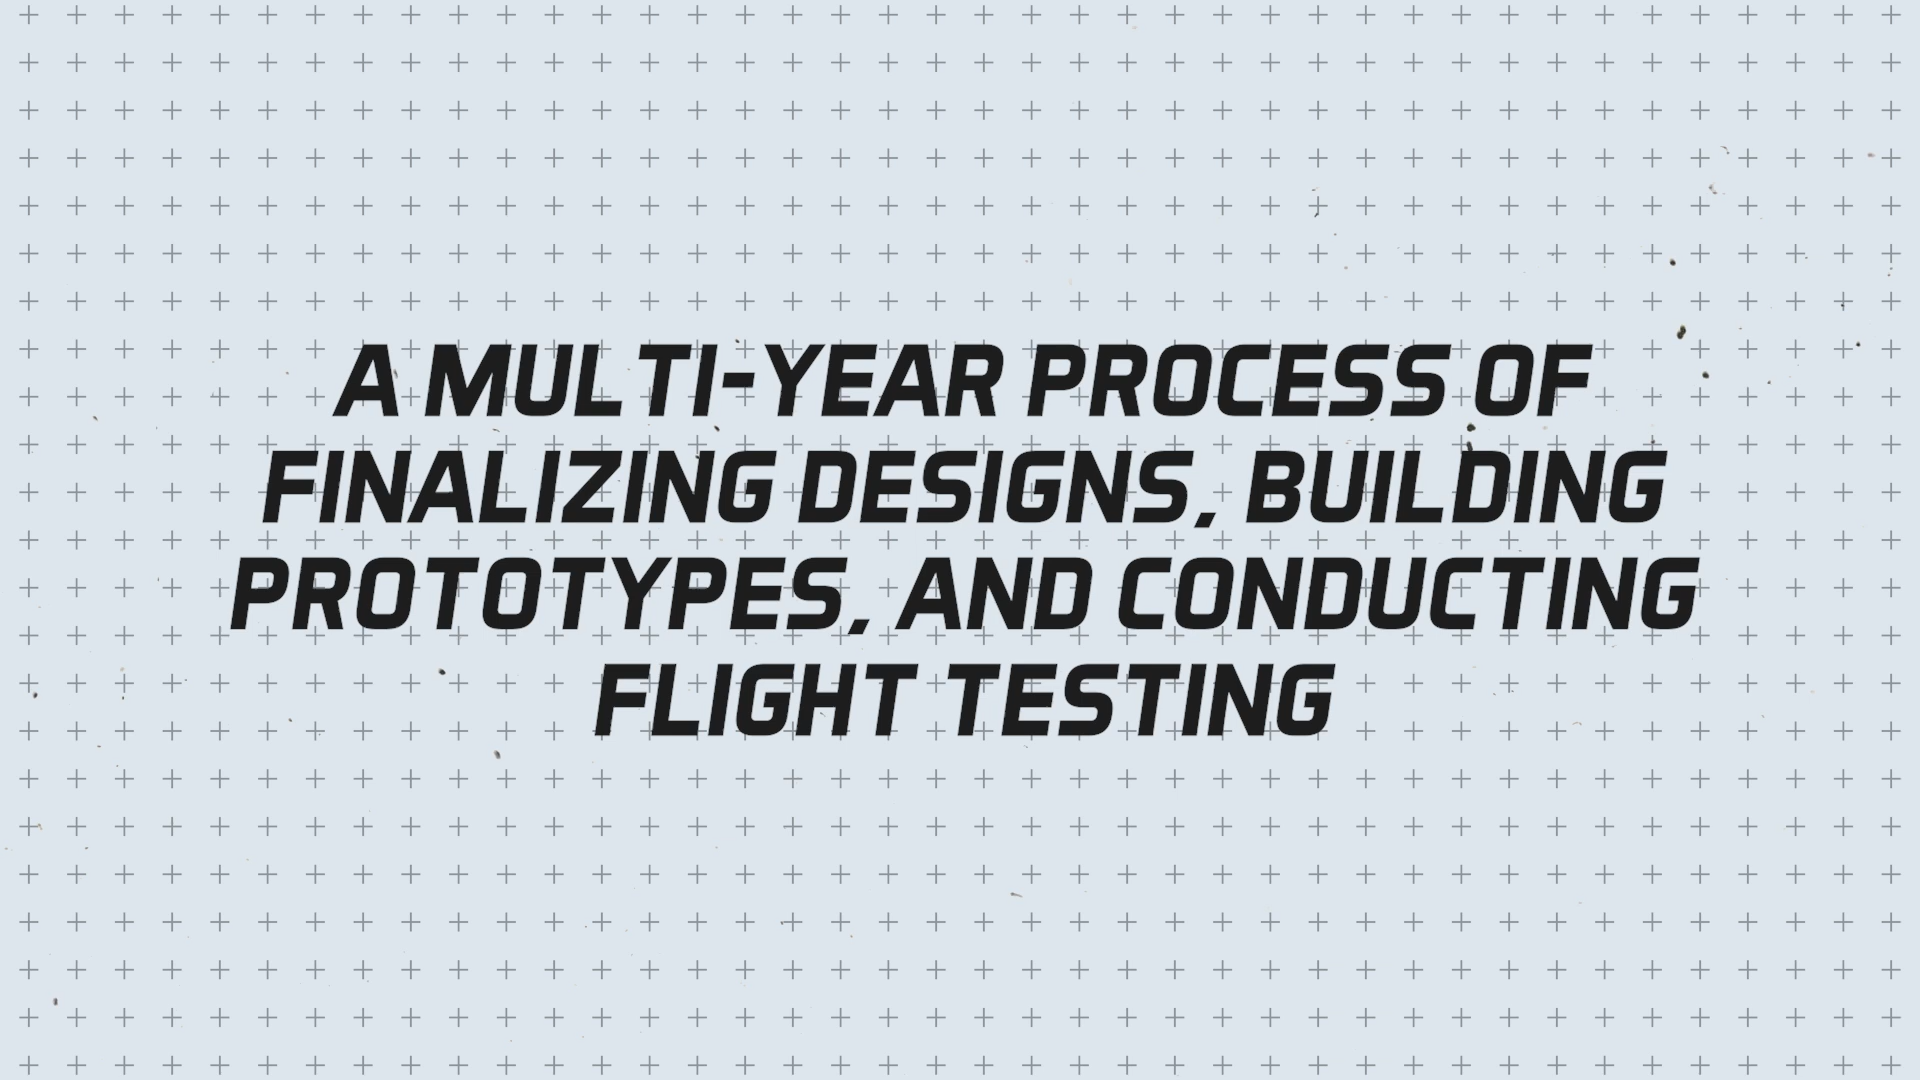 A MULTI-YEAR PROCESS OF
FINALIZING DESIGNS, BUILDING
PROTOTYPES, AND CONDUCTING
FLIGHT TESTING